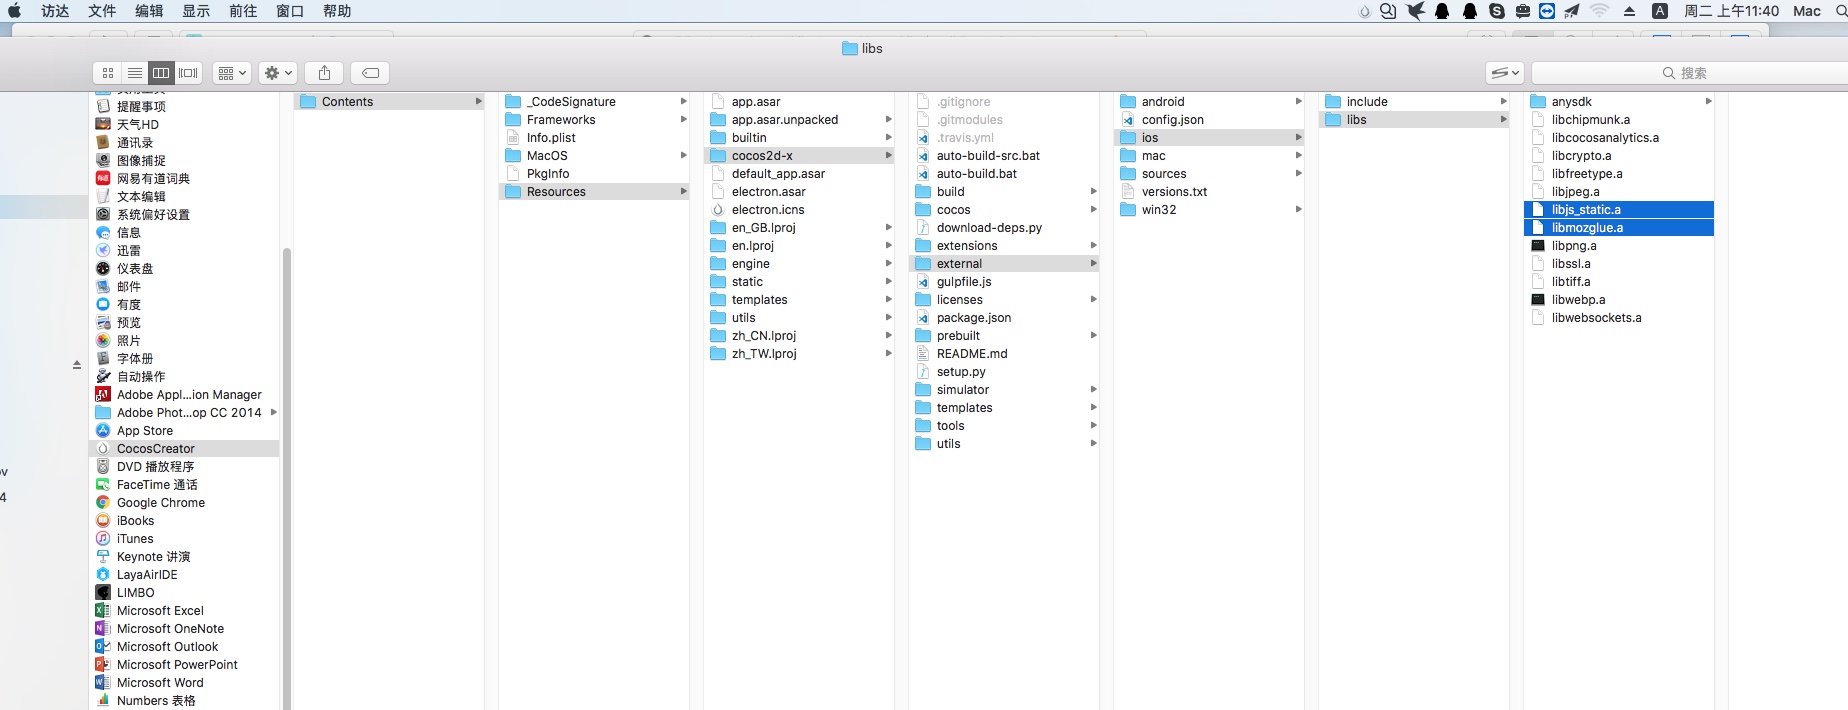 访达 文件 编辑 显示 前往 窗口 帮助 周二 上午11:40 Mac
libs
搜索
提醒事项
天气HD
通讯录
图像捕捉
网易有道词典
文本编辑
系统偏好设置
信息
迅雷
仪表盘
邮件
有度
预览
照片
字体册
自动操作
Adobe Appl...ion Manager
Adobe Phot...op CC 2014
App Store
CocosCreator
DVD 播放程序
FaceTime 通话
Google Chrome
iBooks
iTunes
Keynote 讲演
LayaAirIDE
LIMBO
Microsoft Excel
Microsoft OneNote
Microsoft Outlook
Microsoft PowerPoint
Microsoft Word
Numbers 表格
Contents
_CodeSignature
Frameworks
Info.plist
MacOS
PkgInfo
Resources
app.asar
app.asar.unpacked
builtin
cocos2d-x
default_app.asar
electron.asar
electron.icns
en_GB.lproj
en.lproj
engine
static
templates
utils
zh_CN.lproj
zh_TW.lproj
.gitignore
.gitmodules
.travis.yml
auto-build-src.bat
auto-build.bat
build
cocos
download-deps.py
extensions
external
gulpfile.js
licenses
package.json
prebuilt
README.md
setup.py
simulator
templates
tools
utils
android
config.json
ios
mac
sources
versions.txt
win32
include
libs
anysdk
libchipmunk.a
libcocosanalytics.a
libcrypto.a
libfreetype.a
libjpeg.a
libjs_static.a
libmozglue.a
libpng.a
libssl.a
libtiff.a
libwebp.a
libwebsockets.a